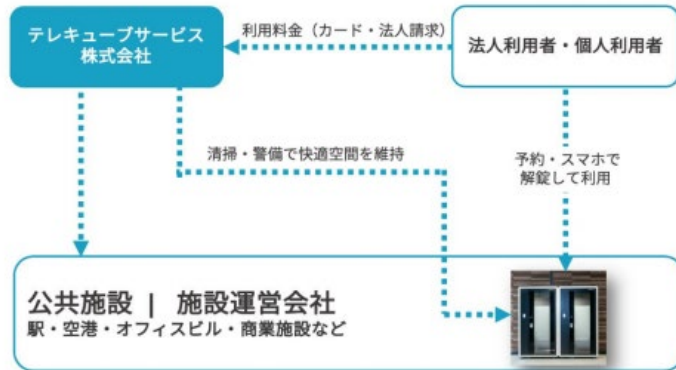 テレキューブサービス
株式会社
利用料金（カード・法人請求）
法人利用者・個人利用者
清掃・警備で快適空間を維持
予約・スマホで
解錠して利用
公共施設 | 施設運営会社
駅・空港・オフィスビル・商業施設など